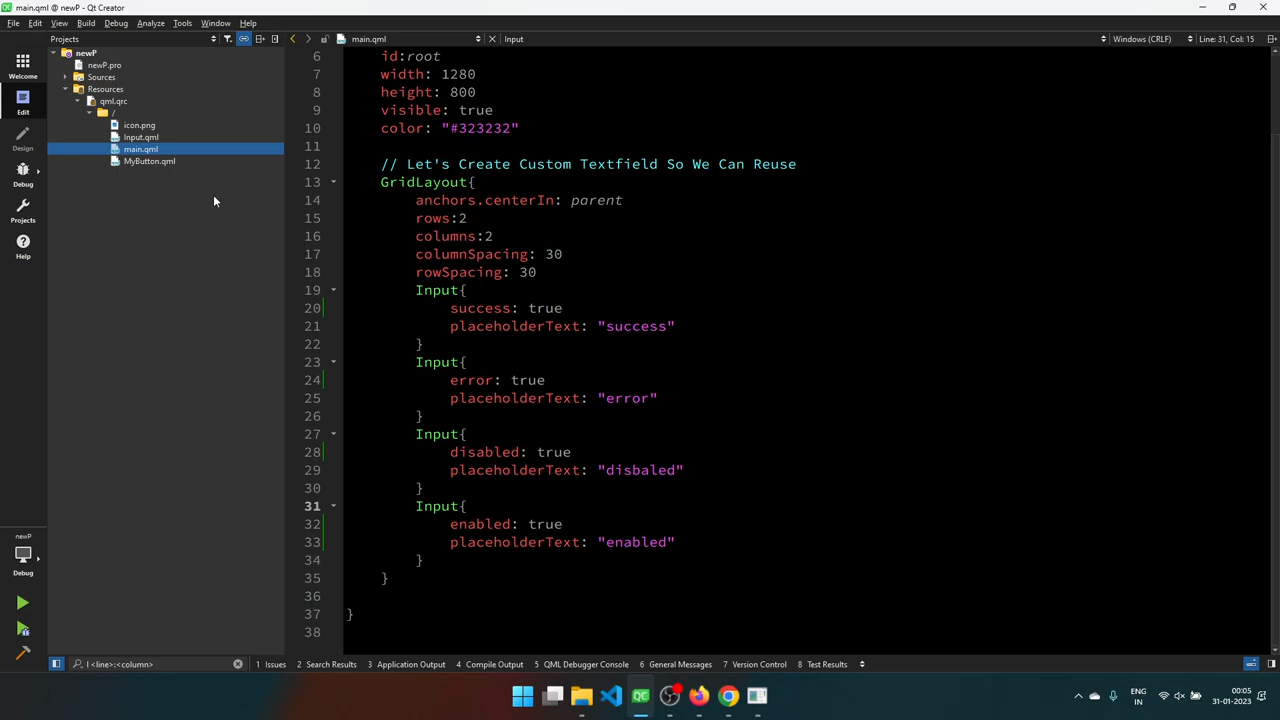 main.qml @ newP - Qt Creator
File Edit View Build Debug Analyze Tools Window Help
Projects
main.qml
Input
Windows (CRLF)
Line: 31, Col: 15
Welcome
Edit
Design
Debug
Projects
Help
newP
newP.pro
Sources
Resources
qml.qrc
/
icon.png
Input.qml
main.qml
MyButton.qml
6 id:root
7 width: 1280
8 height: 800
9 visible: true
10 color: "#323232"
11
12 // Let's Create Custom Textfield So We Can Reuse
13 GridLayout{
14 anchors.centerIn: parent
15 rows:2
16 columns:2
17 columnSpacing: 30
18 rowSpacing: 30
19 Input{
20 success: true
21 placeholderText: "success"
22 }
23 Input{
24 error: true
25 placeholderText: "error"
26 }
27 Input{
28 disabled: true
29 placeholderText: "disbaled"
30 }
31 Input{
32 enabled: true
33 placeholderText: "enabled"
34 }
35 }
36
37 }
38
newP
Debug
l <line>:<column>
1 Issues 2 Search Results 3 Application Output 4 Compile Output 5 QML Debugger Console 6 General Messages 7 Version Control 8 Test Results
QC
ENG
IN
00:05
31-01-2023